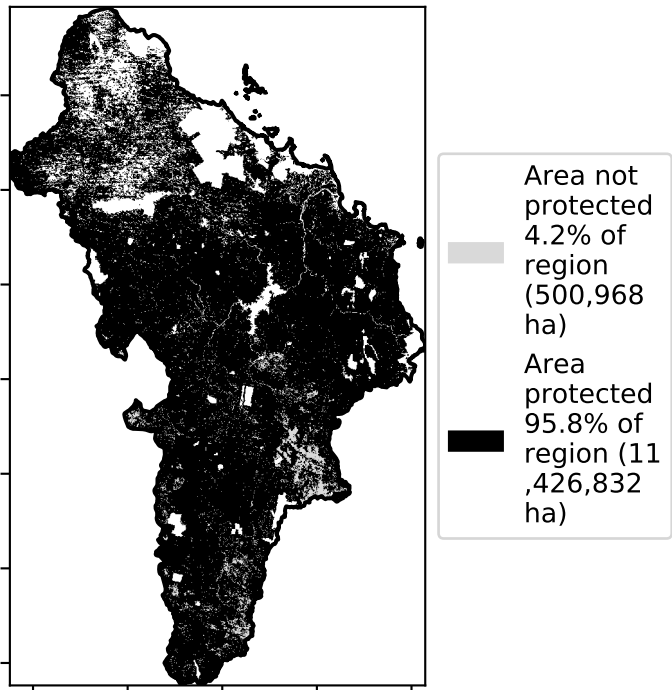 Area not
protected
4.2% of
region
(500,968
ha)
Area
protected
95.8% of
region (11
,426,832
ha)